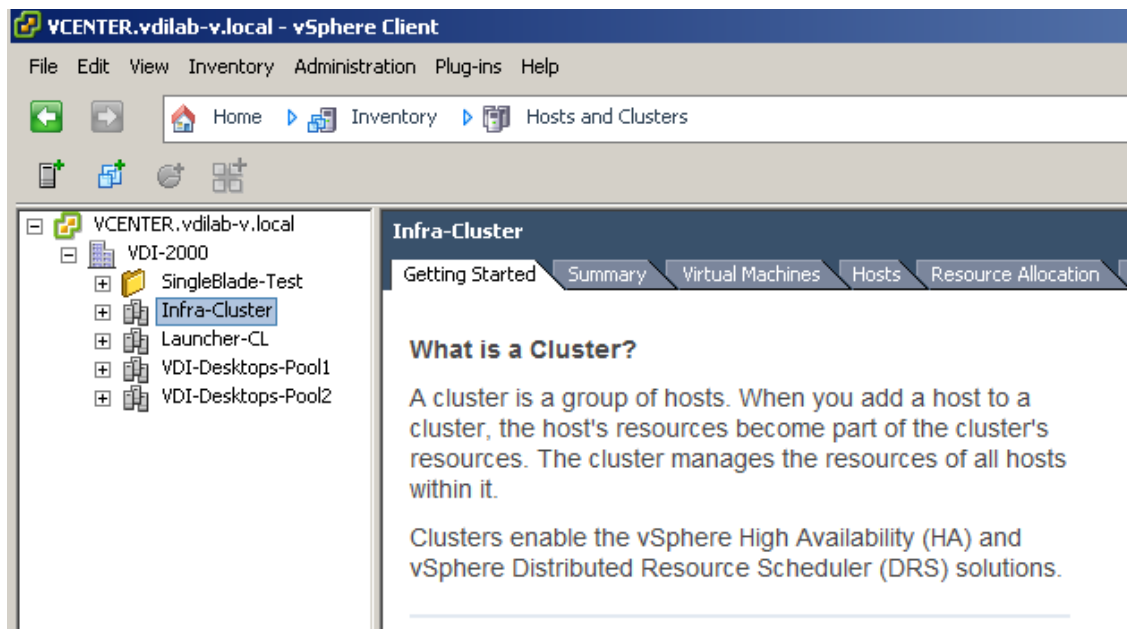 VCENTER.vdilab-v.local - vSphere Client
File Edit View Inventory Administration Plug-ins Help
Home Inventory Hosts and Clusters
VCENTER.vdilab-v.local
VDI-2000
SingleBlade-Test
Infra-Cluster
Launcher-CL
VDI-Desktops-Pool1
VDI-Desktops-Pool2
Infra-Cluster
Getting Started Summary Virtual Machines Hosts Resource Allocation
What is a Cluster?
A cluster is a group of hosts. When you add a host to a
cluster, the host's resources become part of the cluster's
resources. The cluster manages the resources of all hosts
within it.
Clusters enable the vSphere High Availability (HA) and
vSphere Distributed Resource Scheduler (DRS) solutions.